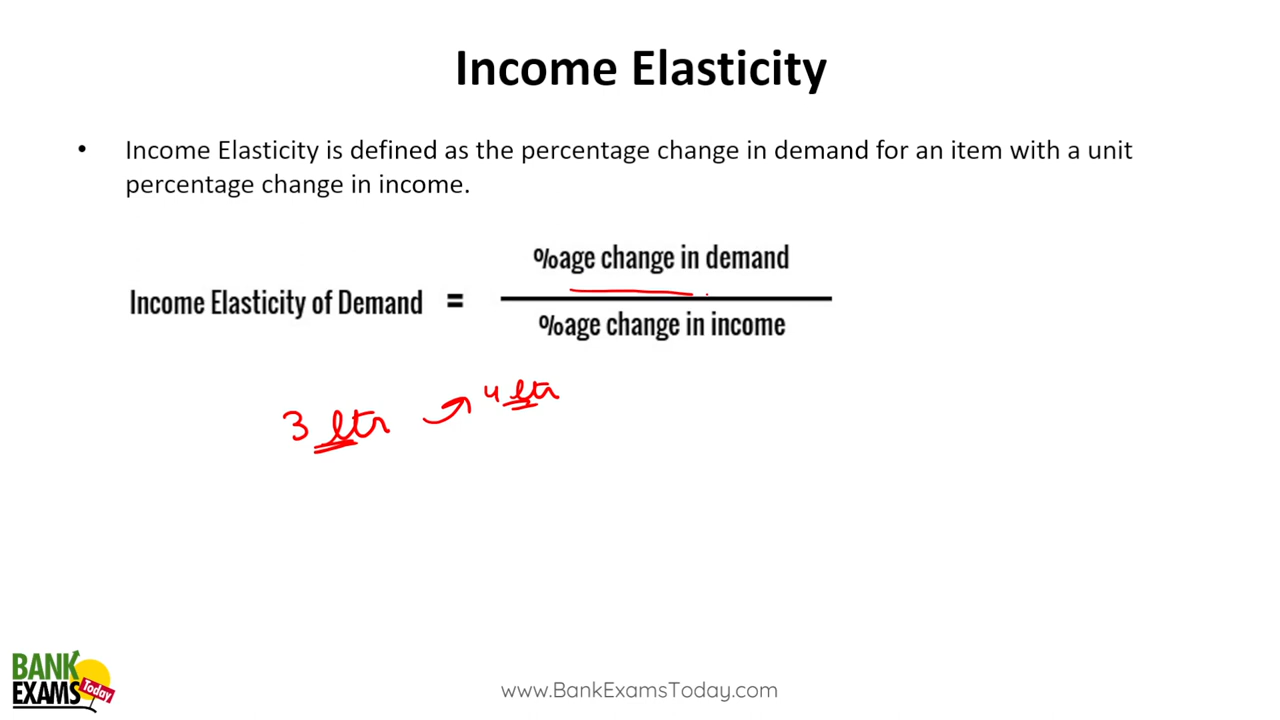 Income Elasticity
• Income Elasticity is defined as the percentage change in demand for an item with a unit
percentage change in income.
%age change in demand
Income Elasticity of Demand =
%age change in income
3 ltr 4 ltr
BANK
EXAMS Today
www.BankExamsToday.com